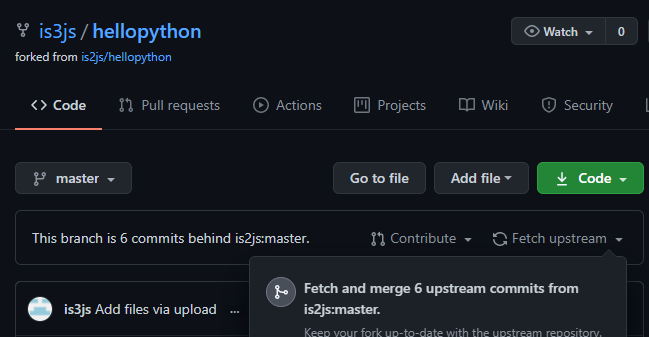 is3js / hellopython
Watch 0
forked from is2js/hellopython
Code Pull requests Actions Projects Wiki Security
master Go to file Add file Code
This branch is 6 commits behind is2js:master. Contribute Fetch upstream
Fetch and merge 6 upstream commits from
is2js:master.
is3js Add files via upload ...
Keep your fork up-to-date with the upstream repository.